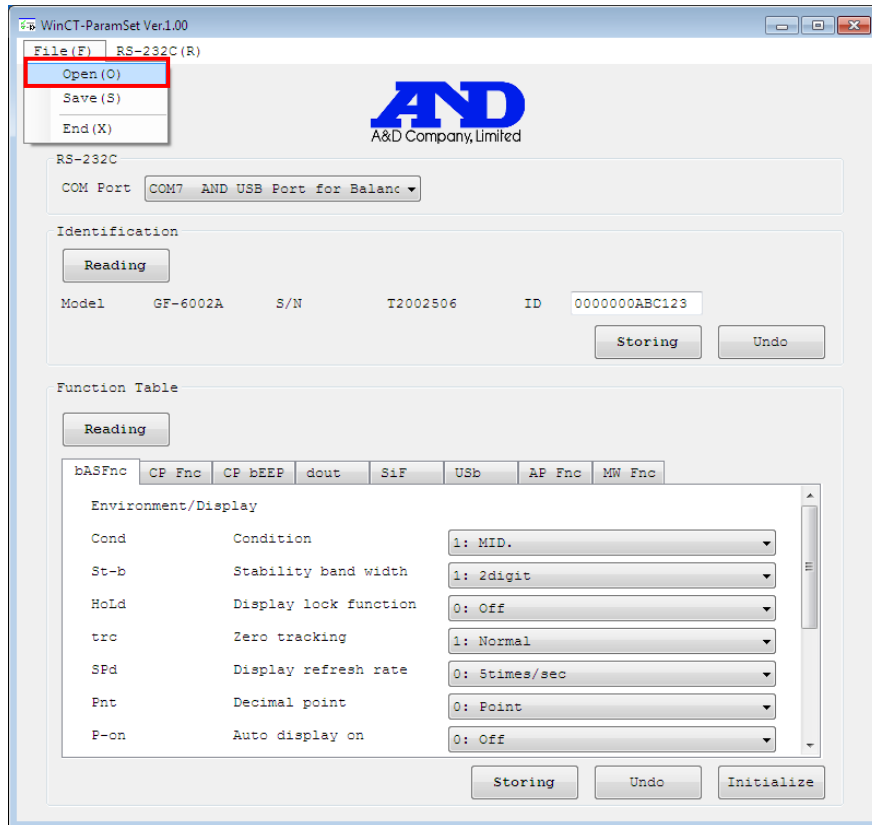 WinCT-ParamSet Ver.1.00
File(F) RS-232C(R)
Open(O)
Save(S)
End(X)
AND
A&D Company, Limited
RS-232C
COM Port COM7 AND USB Port for Balanc
Identification
Reading
Model GF-6002A S/N T2002506 ID 0000000ABC123
Storing Undo
Function Table
Reading
bASFnc CP Fnc CP bEEP dout SiF USb AP Fnc MW Fnc
Environment/Display
Cond Condition 1: MID.
St-b Stability band width 1: 2digit
HoLd Display lock function 0: Off
trc Zero tracking 1: Normal
SPd Display refresh rate 0: 5times/sec
Pnt Decimal point 0: Point
P-on Auto display on 0: Off
Storing Undo Initialize